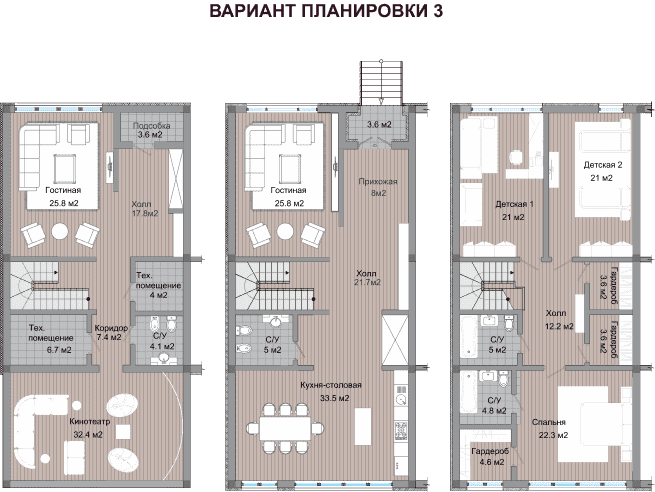 ВАРИАНТ ПЛАНИРОВКИ 3
Подсобка
3.6 м2
Гостиная
25.8 м2
Холл
17.8м2
Тех.
помещение
4 м2
Тех.
помещение
6.7 м2
Коридор
7.4 м2
С/У
4.1 м2
Кинотеатр
32.4 м2
3.6 м2
Гостиная
25.8 м2
Прихожая
8м2
Холл
21.7м2
С/У
5 м2
Кухня-столовая
33.5 м2
Детская 1
21 м2
Детская 2
21 м2
Гардероб
3.6 м2
Холл
12.2 м2
Гардероб
3.6 м2
С/У
5 м2
С/У
4.8 м2
Спальня
22.3 м2
Гардероб
4.6 м2